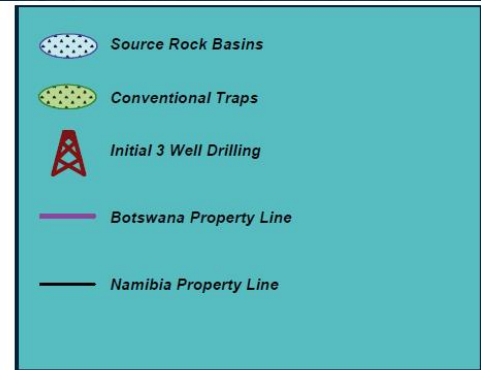 Source Rock Basins
Conventional Traps
Initial 3 Well Drilling
Botswana Property Line
Namibia Property Line